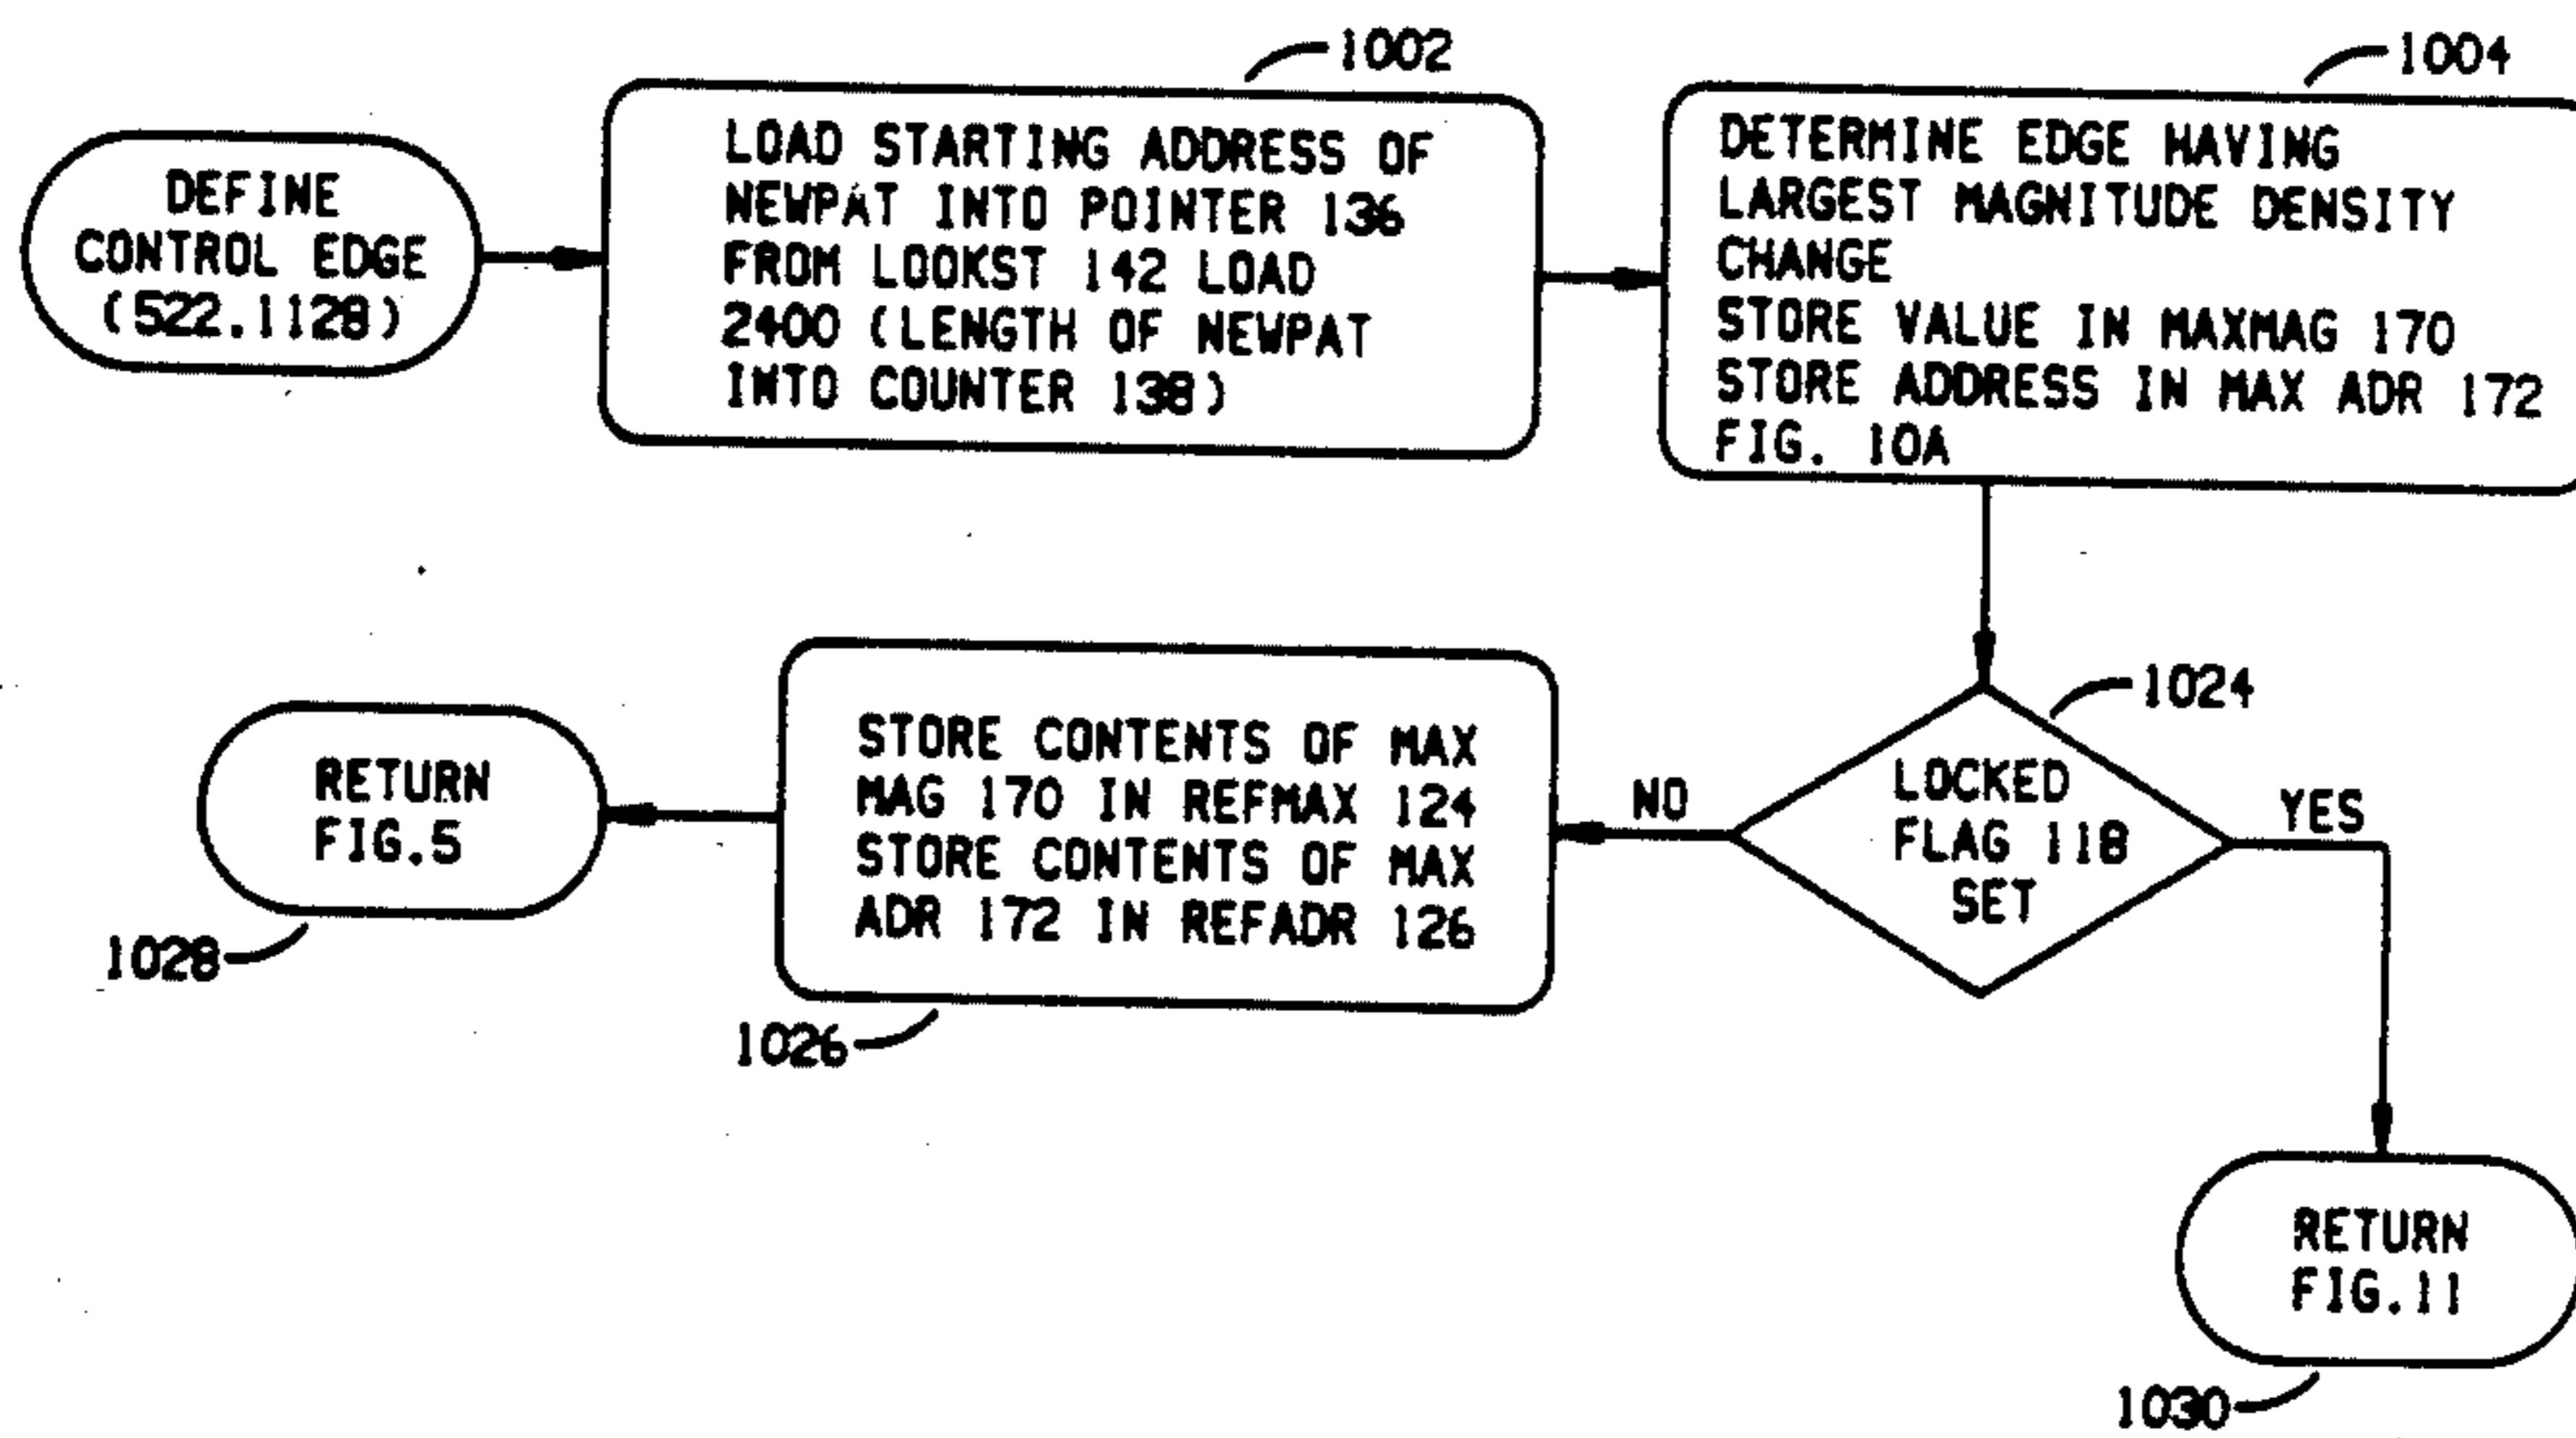 1002
1004
DEFINE
CONTROL EDGE
(522.1128)
LOAD STARTING ADDRESS OF
NEWPAT INTO POINTER 136
FROM LOOKST 142 LOAD
2400 (LENGTH OF NEWPAT
INTO COUNTER 138)
DETERMINE EDGE HAVING
LARGEST MAGNITUDE DENSITY
CHANGE
STORE VALUE IN MAXMAG 170
STORE ADDRESS IN MAX ADR 172
FIG. 10A
1024
LOCKED
FLAG 118
SET
NO
YES
STORE CONTENTS OF MAX
MAG 170 IN REFMAX 124
STORE CONTENTS OF MAX
ADR 172 IN REFADR 126
1026
RETURN
FIG.5
1028
RETURN
FIG.11
1030